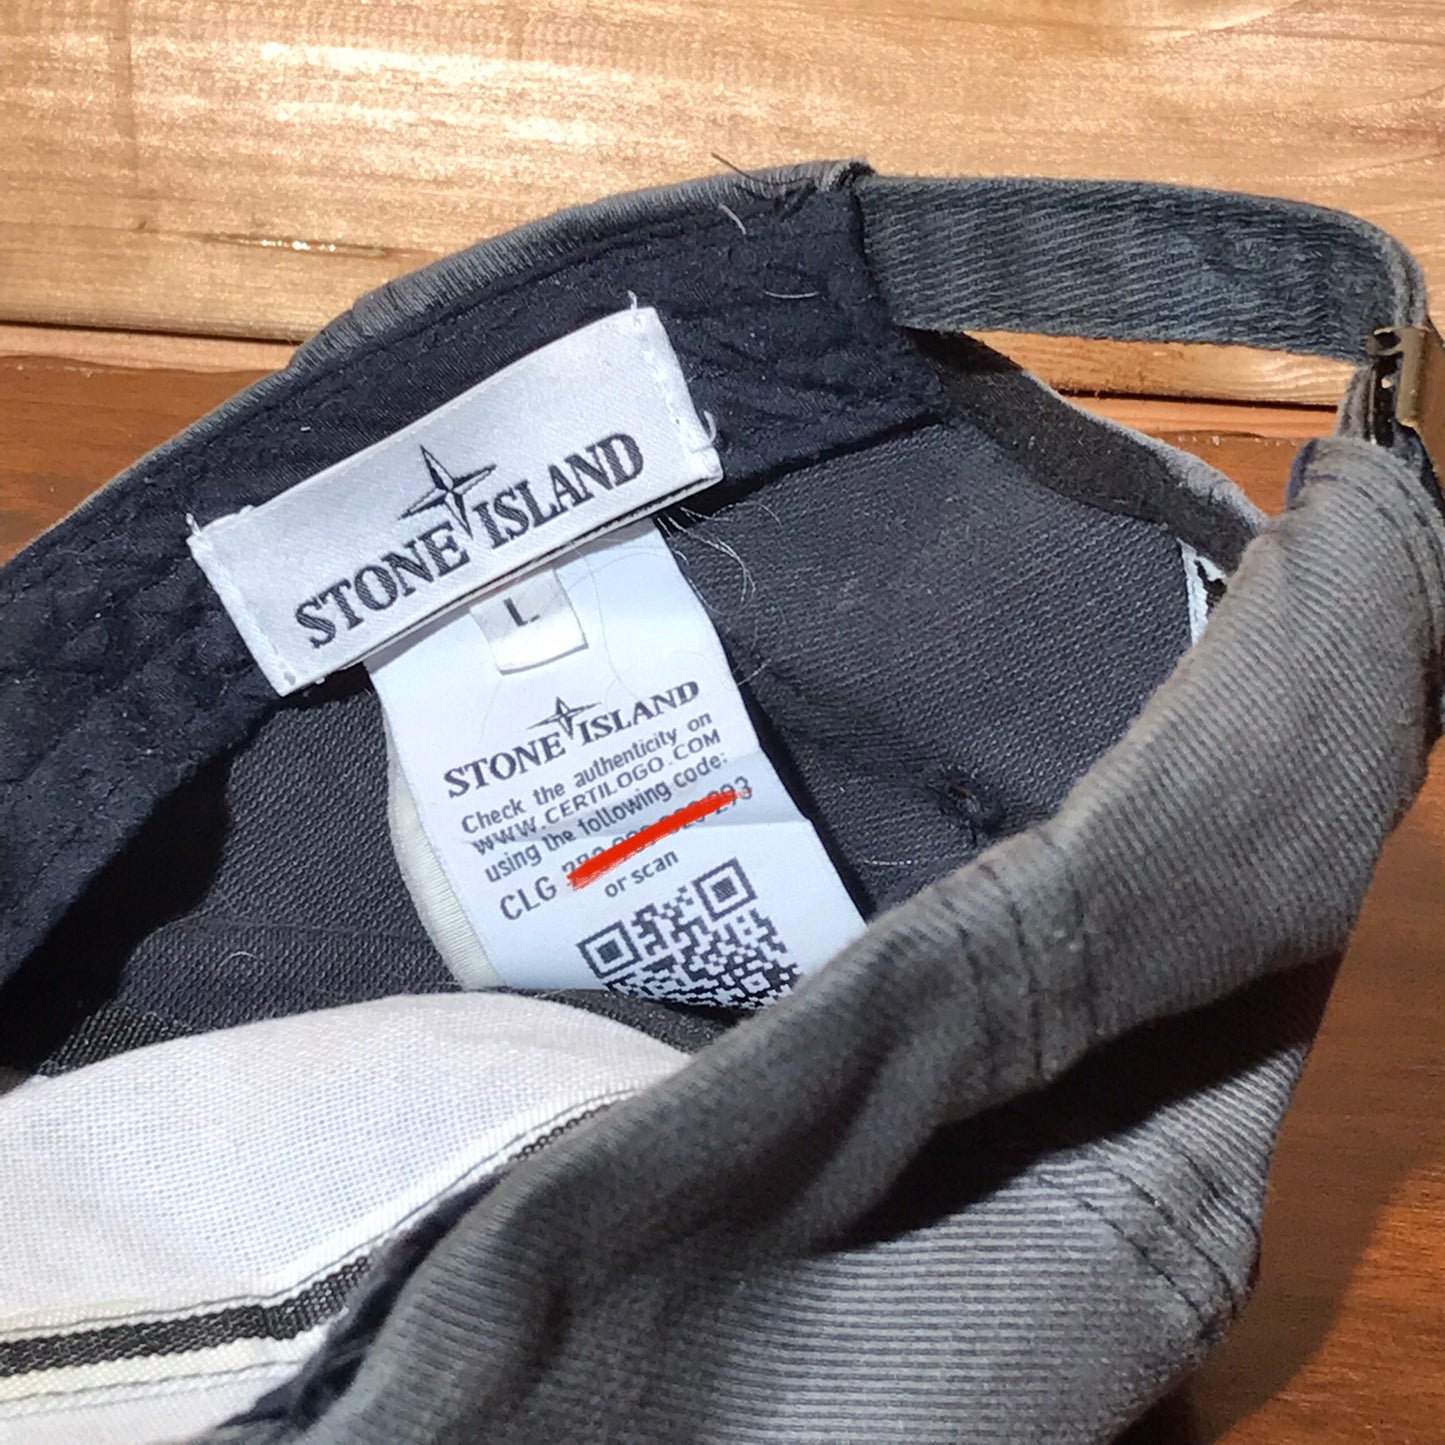 STONE ISLAND
L
STONE ISLAND
Check the authenticity on
WWW.CERTILOGO.COM
using the following code:
CLG
or scan